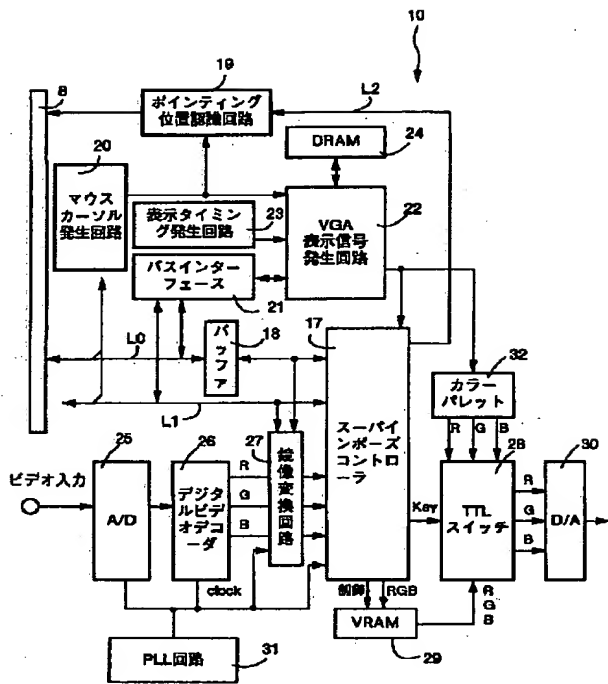 10
8
19
ポインティング
位置認識回路
L2
20
マウス
カーソル
発生回路
DRAM
24
表示タイミン
グ発生回路
23
VGA
表示信号
発生回路
22
バスインター
フェース
21
L0
バッファ
18
17
L1
32
カラー
パレット
R
G
B
ビデオ入力
25
A/D
26
デジタ
ルビデ
オデコ
ーダ
R
G
B
27
鏡像変換回路
スーパイ
ンポーズ
コントロ
ーラ
Key
28
TTL
スイッチ
R
G
B
30
D/A
clock
制御
RGB
VRAM
29
R
G
B
PLL回路
31